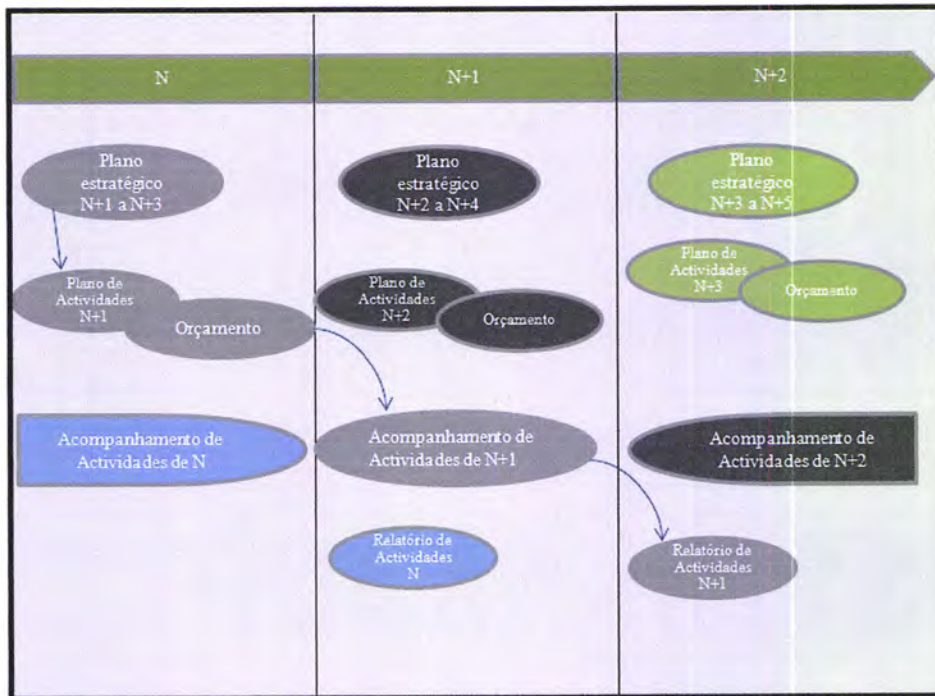 N
N+1
N+2
Plano
estratégico
N+1 a N+3
Plano
estratégico
N+2 a N+4
Plano
estratégico
N+3 a N+5
Plano de
Actividades
N+1
Orçamento
Plano de
Actividades
N+2
Orçamento
Plano de
Actividades
N+3
Orçamento
Acompanhamento de
Actividades de N
Acompanhamento de
Actividades de N+1
Acompanhamento de
Actividades de N+2
Relatório de
Actividades
N
Relatório de
Actividades
N+1